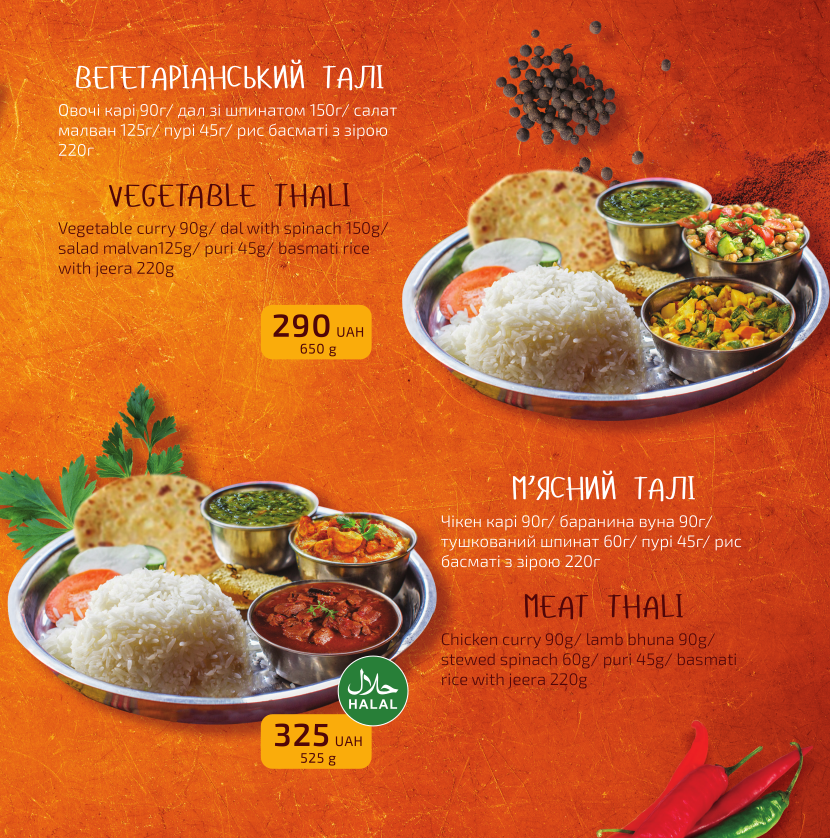 ВЕГЕТАРІАНСЬКИЙ ТАЛІ
Овочі карі 90г/ дал зі шпинатом 150г/ салат
малван 125г/ пурі 45г/ рис басматі з зірою
220г
VEGETABLE THALI
Vegetable curry 90g/ dal with spinach 150g/
salad malvan125g/ puri 45g/ basmati rice
with jeera 220g
290 UAH
650 g
М'ЯСНИЙ ТАЛІ
Чікен карі 90г/ баранина вуна 90г/
тушкований шпинат 60г/ пурі 45г/ рис
басматі з зірою 220г
MEAT THALI
Chicken curry 90g/ lamb bhuna 90g/
stewed spinach 60g/ puri 45g/ basmati
rice with jeera 220g
حلال
HALAL
325 UAH
525 g